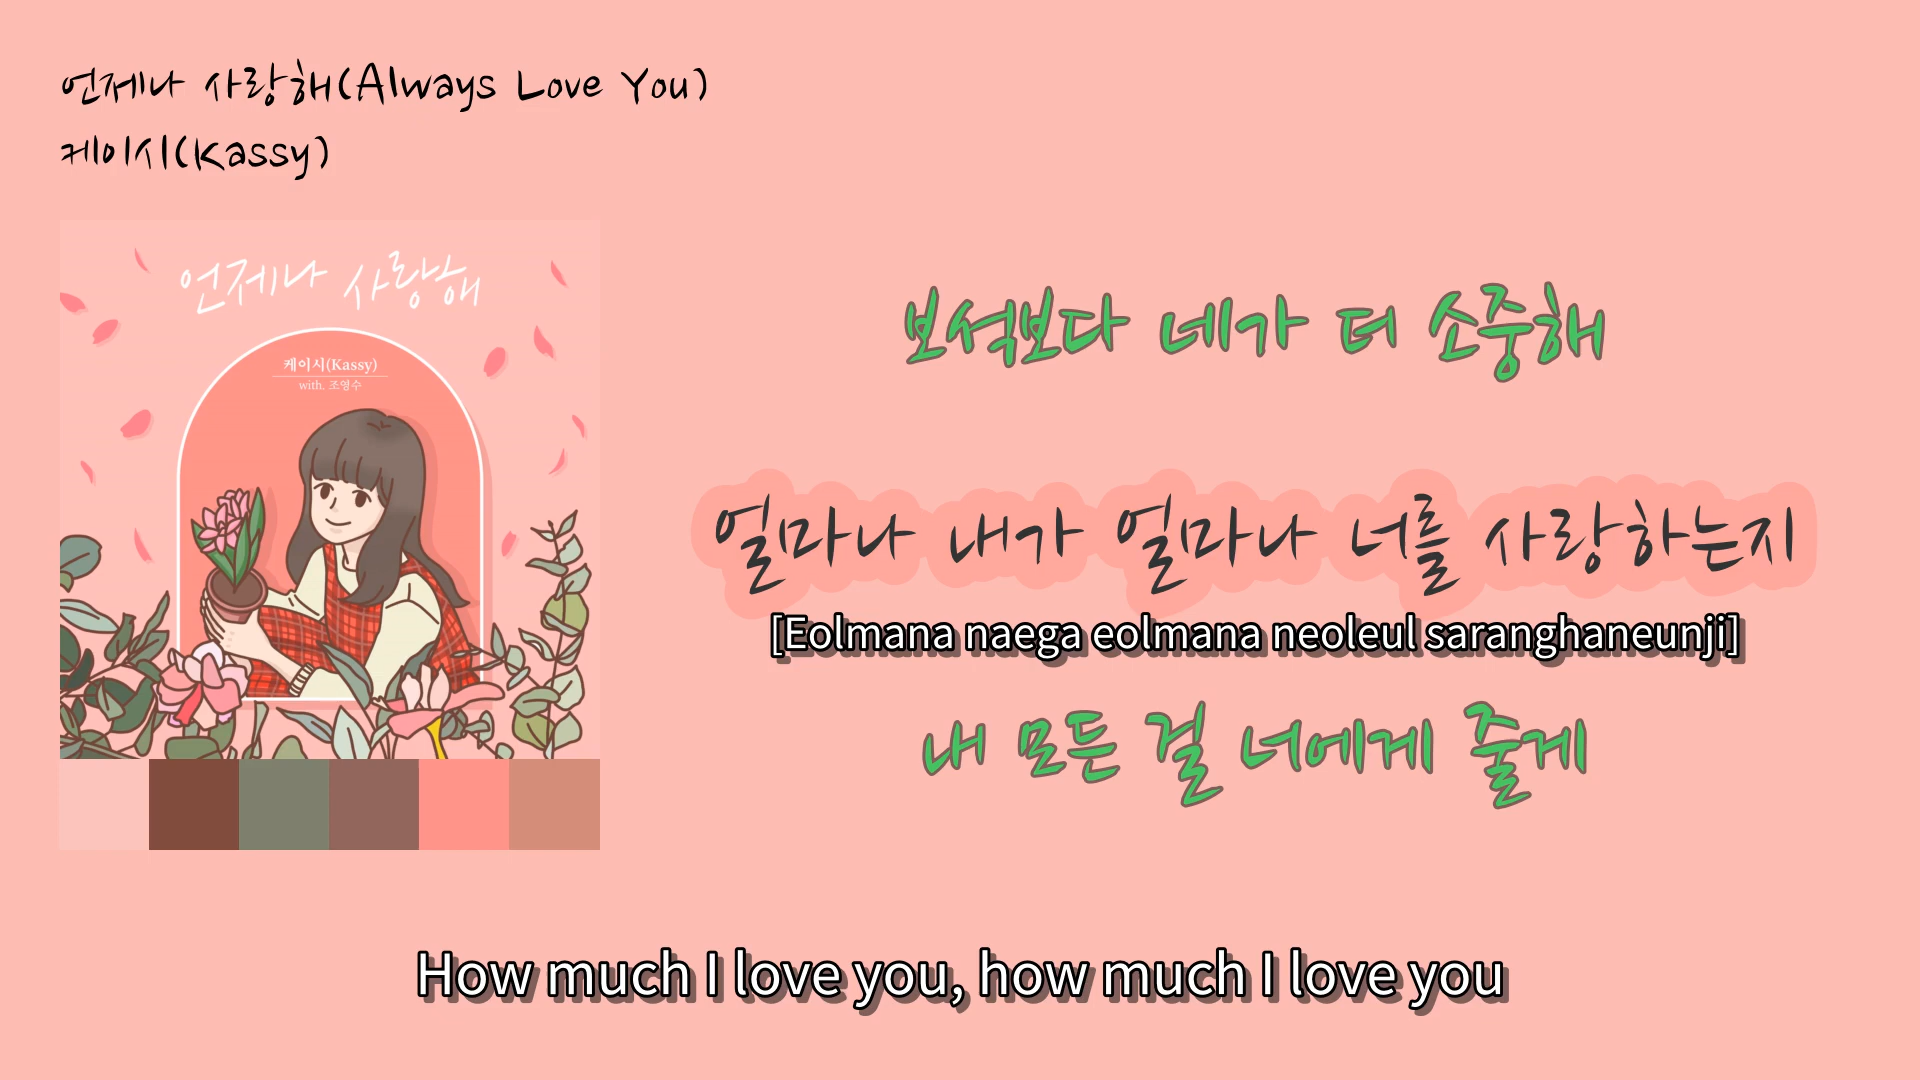 언제나 사랑해(Always Love You)
케이시(Kassy)
언제나 사랑해
케이시(Kassy)
with. 조영수
보석보다 네가 더 소중해
얼마나 내가 얼마나 너를 사랑하는지
[Eolmana naega eolmana neoleul saranghaneunji]
내 모든 걸 너에게 줄게
How much I love you, how much I love you